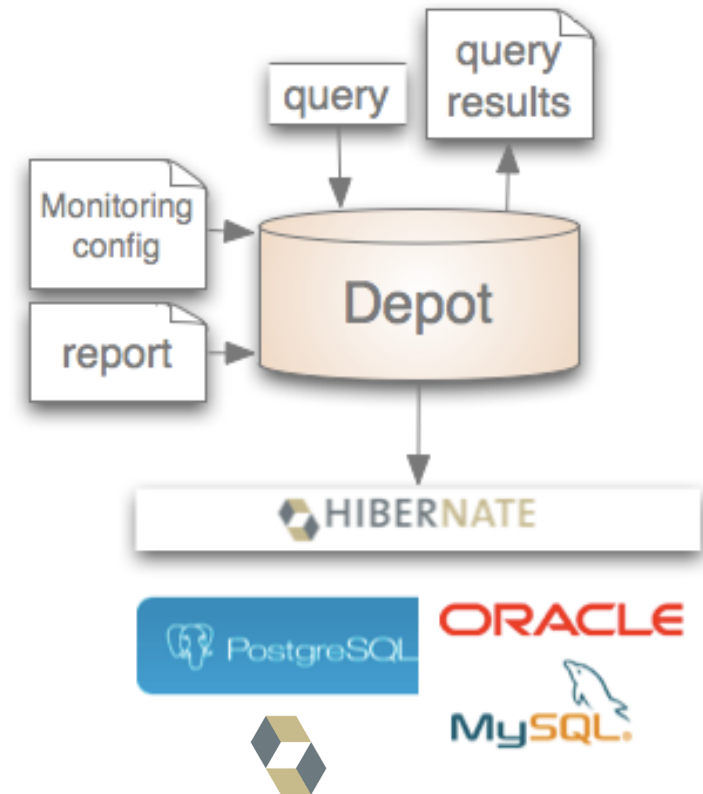 query
query
results
Monitoring
config
report
Depot
HIBERNATE
PostgreSQL
ORACLE
MySQL.